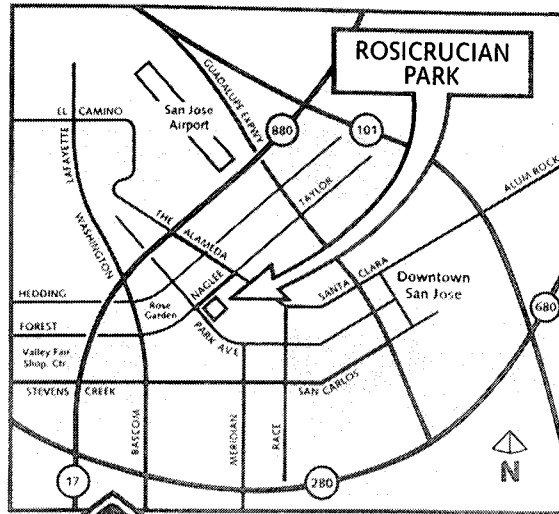 ROSICRUCIAN
PARK
GUADALUPE EXPWY
San Jose
Airport
EL CAMINO
LAFAYETTE
880
101
ALUM ROCK
TAYLOR
WASHINGTON
THE ALAMEDA
SANTA CLARA
Downtown
San Jose
HEDDING
Rose
Garden
NAGLEE
680
FOREST
PARK AVE
Valley Fair
Shop. Ctr.
STEVENS CREEK
SAN CARLOS
BASCOM
MERIDIAN
RACE
N
17
280